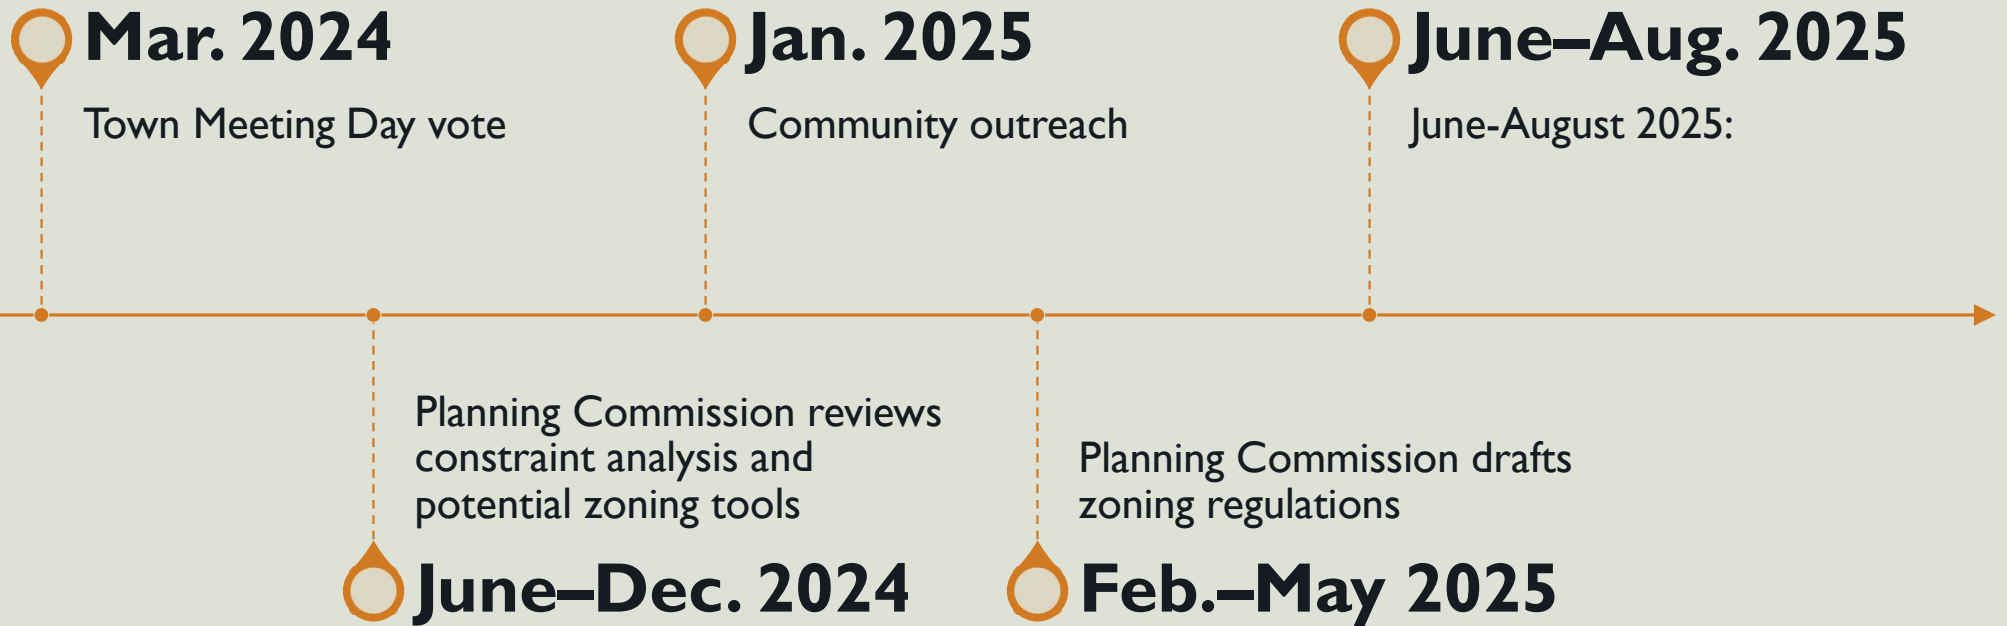 Mar. 2024
Town Meeting Day vote
Jan. 2025
Community outreach
June–Aug. 2025
June-August 2025:
Planning Commission reviews
constraint analysis and
potential zoning tools
June–Dec. 2024
Planning Commission drafts
zoning regulations
Feb.–May 2025